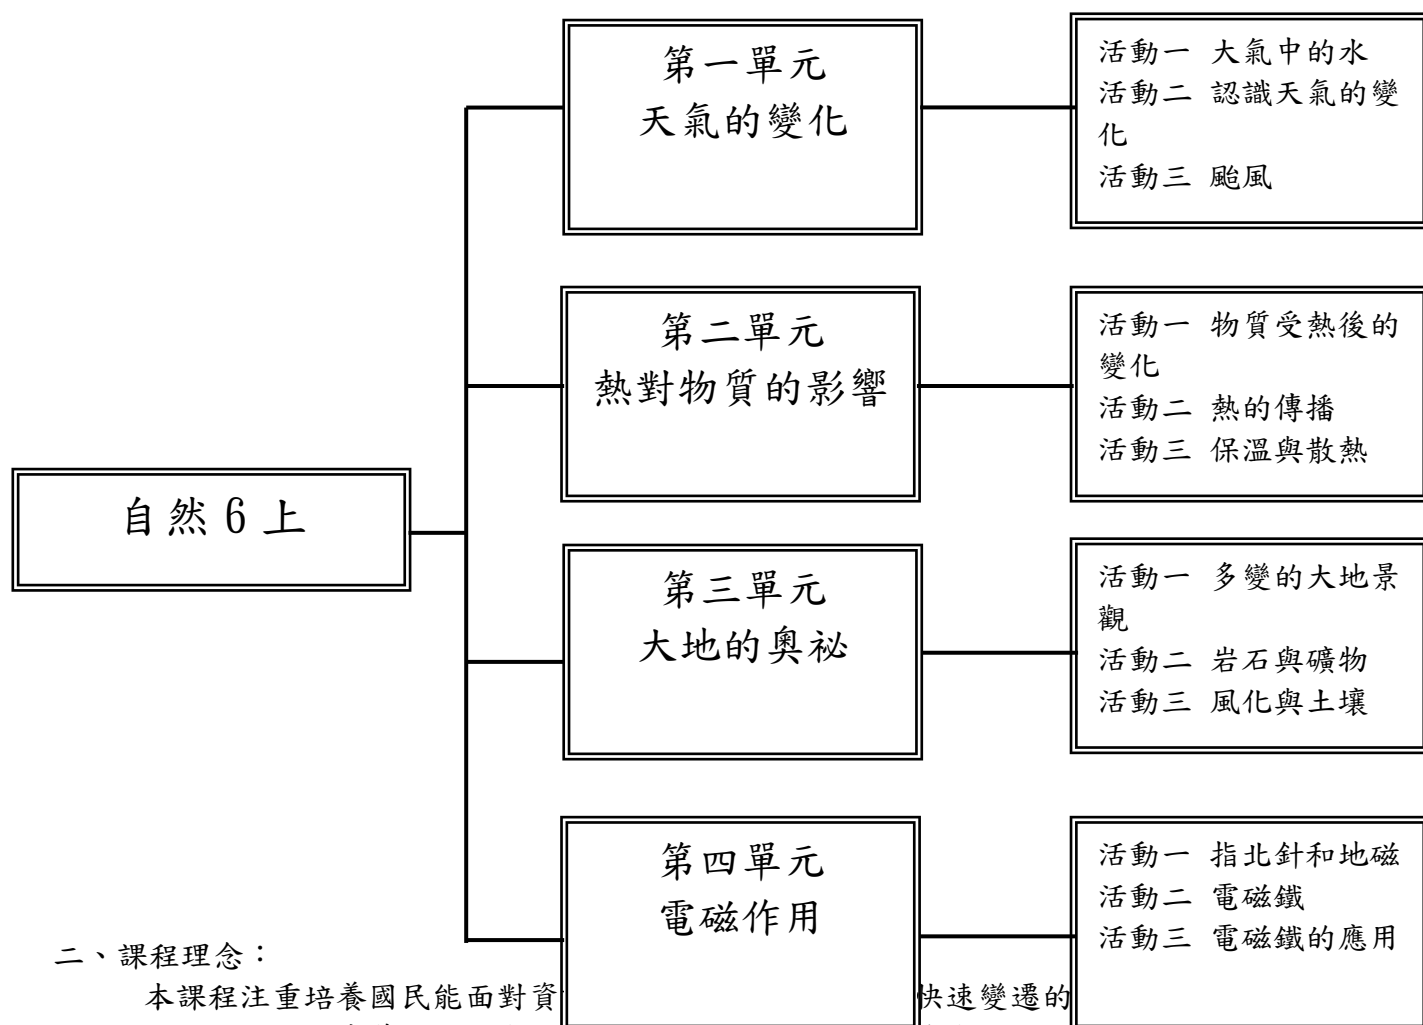 自然6上
第一單元
天氣的變化
活動一 大氣中的水
活動二 認識天氣的變
化
活動三 颱風
第二單元
熱對物質的影響
活動一 物質受熱後的
變化
活動二 熱的傳播
活動三 保溫與散熱
第三單元
大地的奧祕
活動一 多變的大地景
觀
活動二 岩石與礦物
活動三 風化與土壤
第四單元
電磁作用
活動一 指北針和地磁
活動二 電磁鐵
活動三 電磁鐵的應用
二、課程理念：
本課程注重培養國民能面對資 快速變遷的